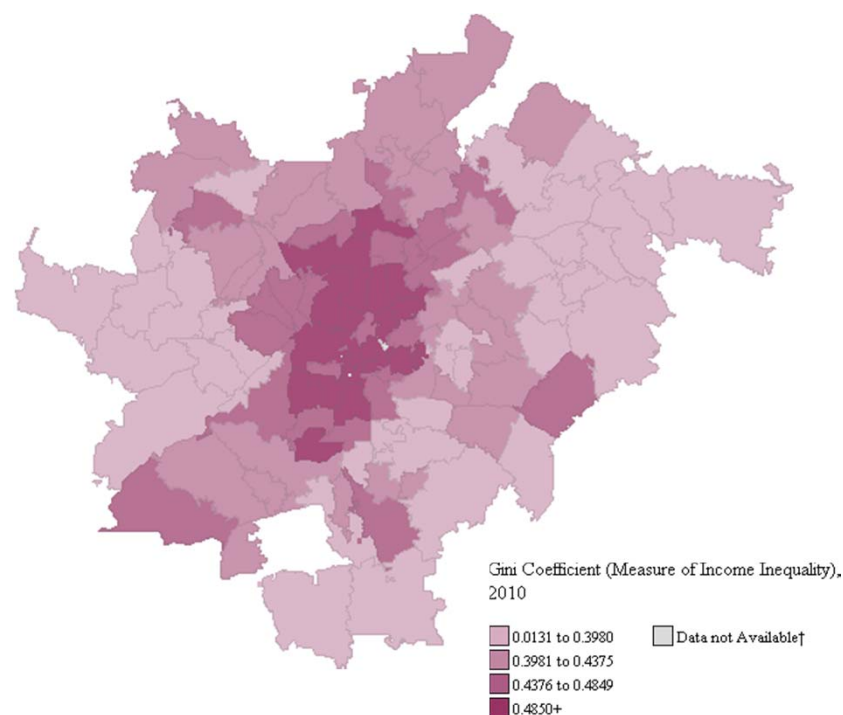 Gini Coefficient (Measure of Income Inequality),
2010
0.0131 to 0.3980
Data not Available†
0.3981 to 0.4375
0.4376 to 0.4849
0.4850+